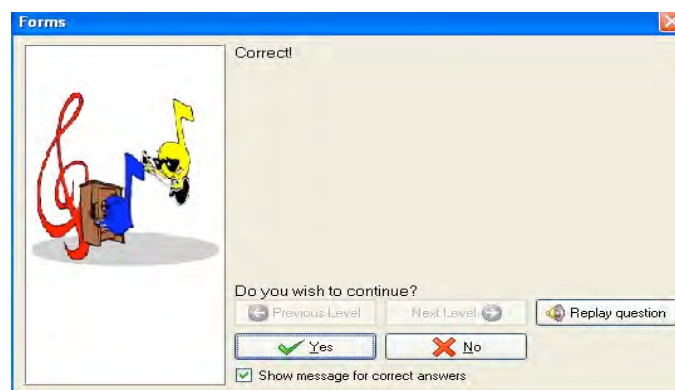 Forms
Correct!
Do you wish to continue?
Previous Level Next Level Replay question
Yes No
Show message for correct answers